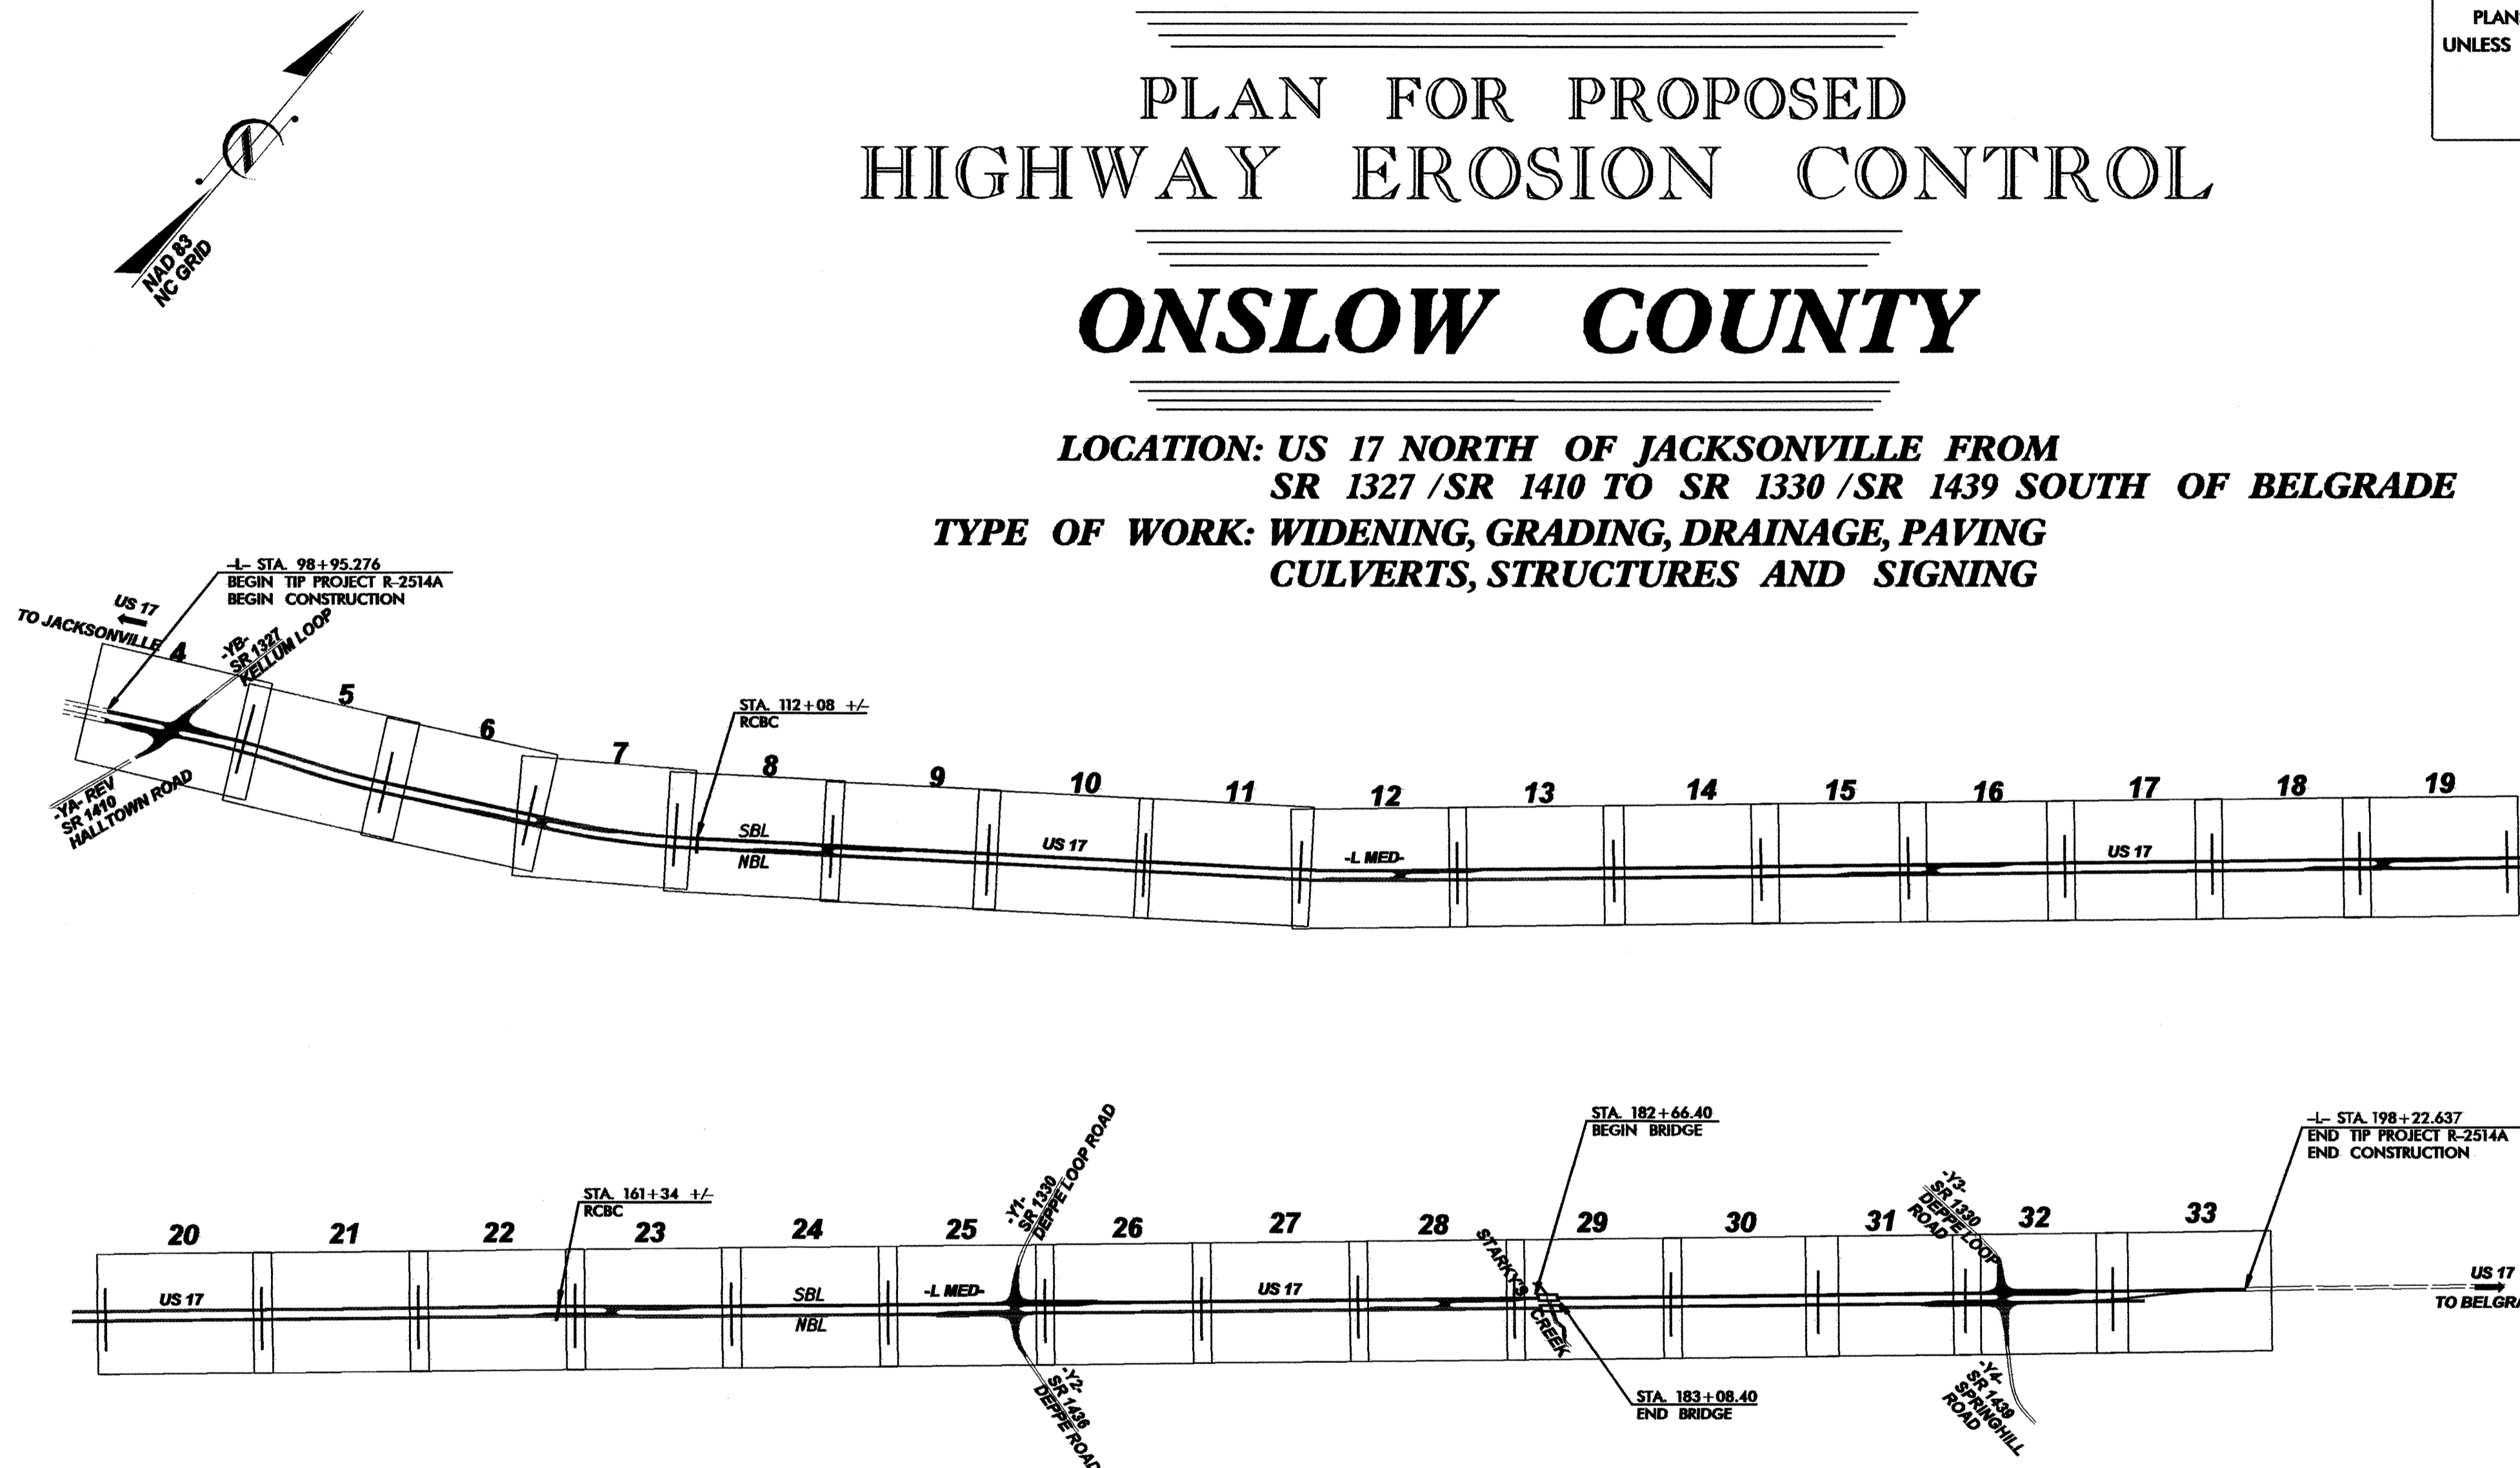 PLAN
UNLESS
PLAN FOR PROPOSED
HIGHWAY EROSION CONTROL
N
NAD 83
NC GRID
ONSLOW COUNTY
LOCATION: US 17 NORTH OF JACKSONVILLE FROM
SR 1327 /SR 1410 TO SR 1330 /SR 1439 SOUTH OF BELGRADE
TYPE OF WORK: WIDENING, GRADING, DRAINAGE, PAVING
CULVERTS, STRUCTURES AND SIGNING
-L- STA. 98+95.276
BEGIN TIP PROJECT R-2514A
BEGIN CONSTRUCTION
US 17
TO JACKSONVILLE
-YB-
SR 1327
KELLUM LOOP
-YA- REV
SR 1410
HALLTOWN ROAD
STA. 112+08 +/-
RCBC
4
5
6
7
8
9
10
11
12
13
14
15
16
17
18
19
SBL
NBL
US 17
-L MED-
US 17
STA. 161+34 +/-
RCBC
-Y1-
SR 1330
DEPPE LOOP ROAD
STA. 182+66.40
BEGIN BRIDGE
-L- STA. 198+22.637
END TIP PROJECT R-2514A
END CONSTRUCTION
-Y3-
SR 1330
DEPPE LOOP
ROAD
20
21
22
23
24
25
26
27
28
29
30
31
32
33
US 17
SBL
NBL
-L MED-
US 17
STARKY'S
CREEK
US 17
TO BELGRA
-Y2-
SR 1436
DEPPE ROAD
STA. 183+08.40
END BRIDGE
-Y4-
SR 1439
SPRINGHILL
ROAD